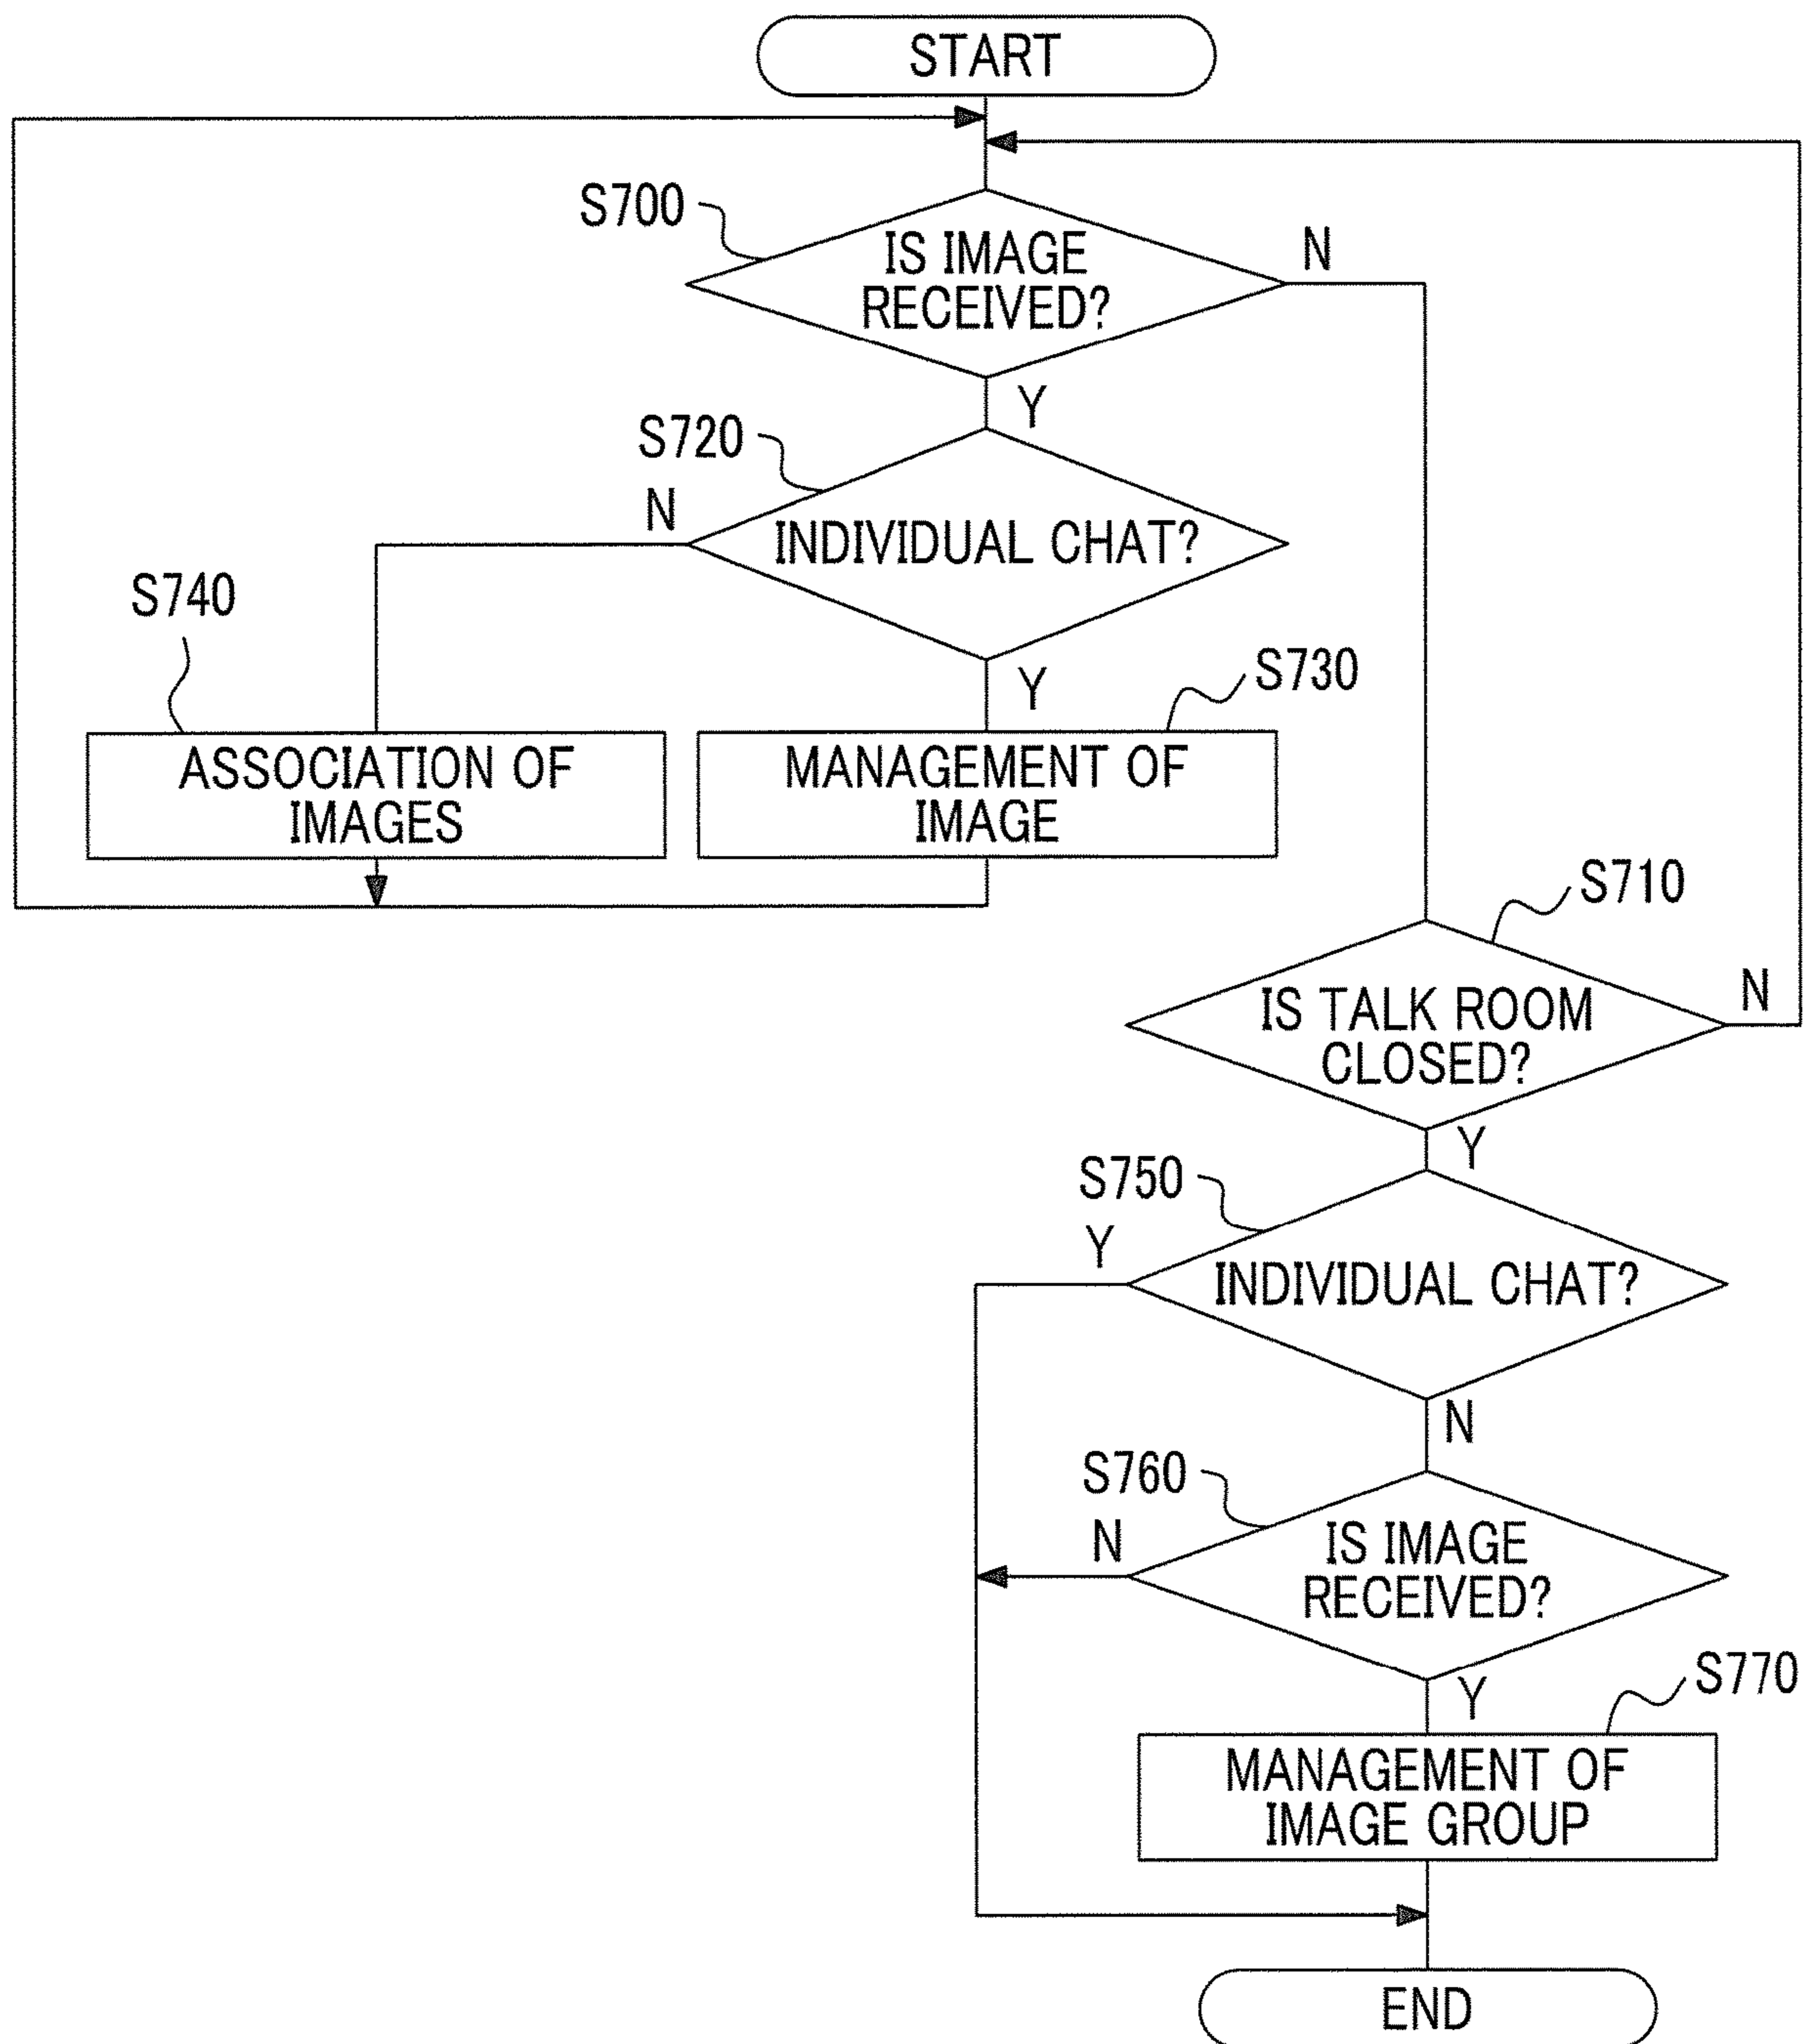 START
S700
IS IMAGE
RECEIVED?
N
Y
S720
N
INDIVIDUAL CHAT?
S740
Y
S730
ASSOCIATION OF
IMAGES
MANAGEMENT OF
IMAGE
S710
IS TALK ROOM
CLOSED?
N
Y
S750
Y
INDIVIDUAL CHAT?
N
S760
N
IS IMAGE
RECEIVED?
Y
S770
MANAGEMENT OF
IMAGE GROUP
END